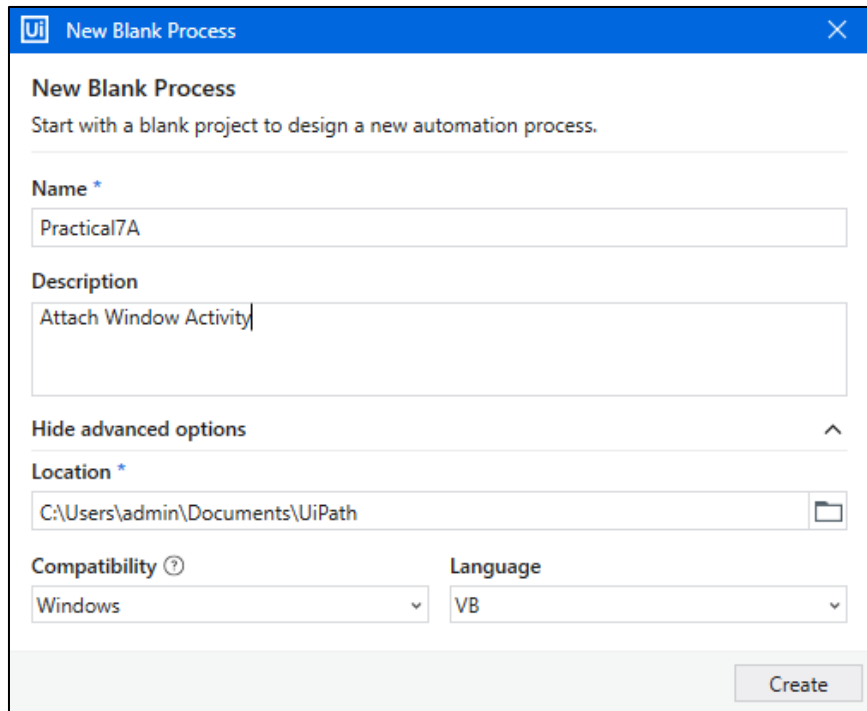 Ui New Blank Process
New Blank Process
Start with a blank project to design a new automation process.
Name *
Practical7A
Description
Attach Window Activity
Hide advanced options
Location *
C:\Users\admin\Documents\UiPath
Compatibility ? Language
Windows VB
Create